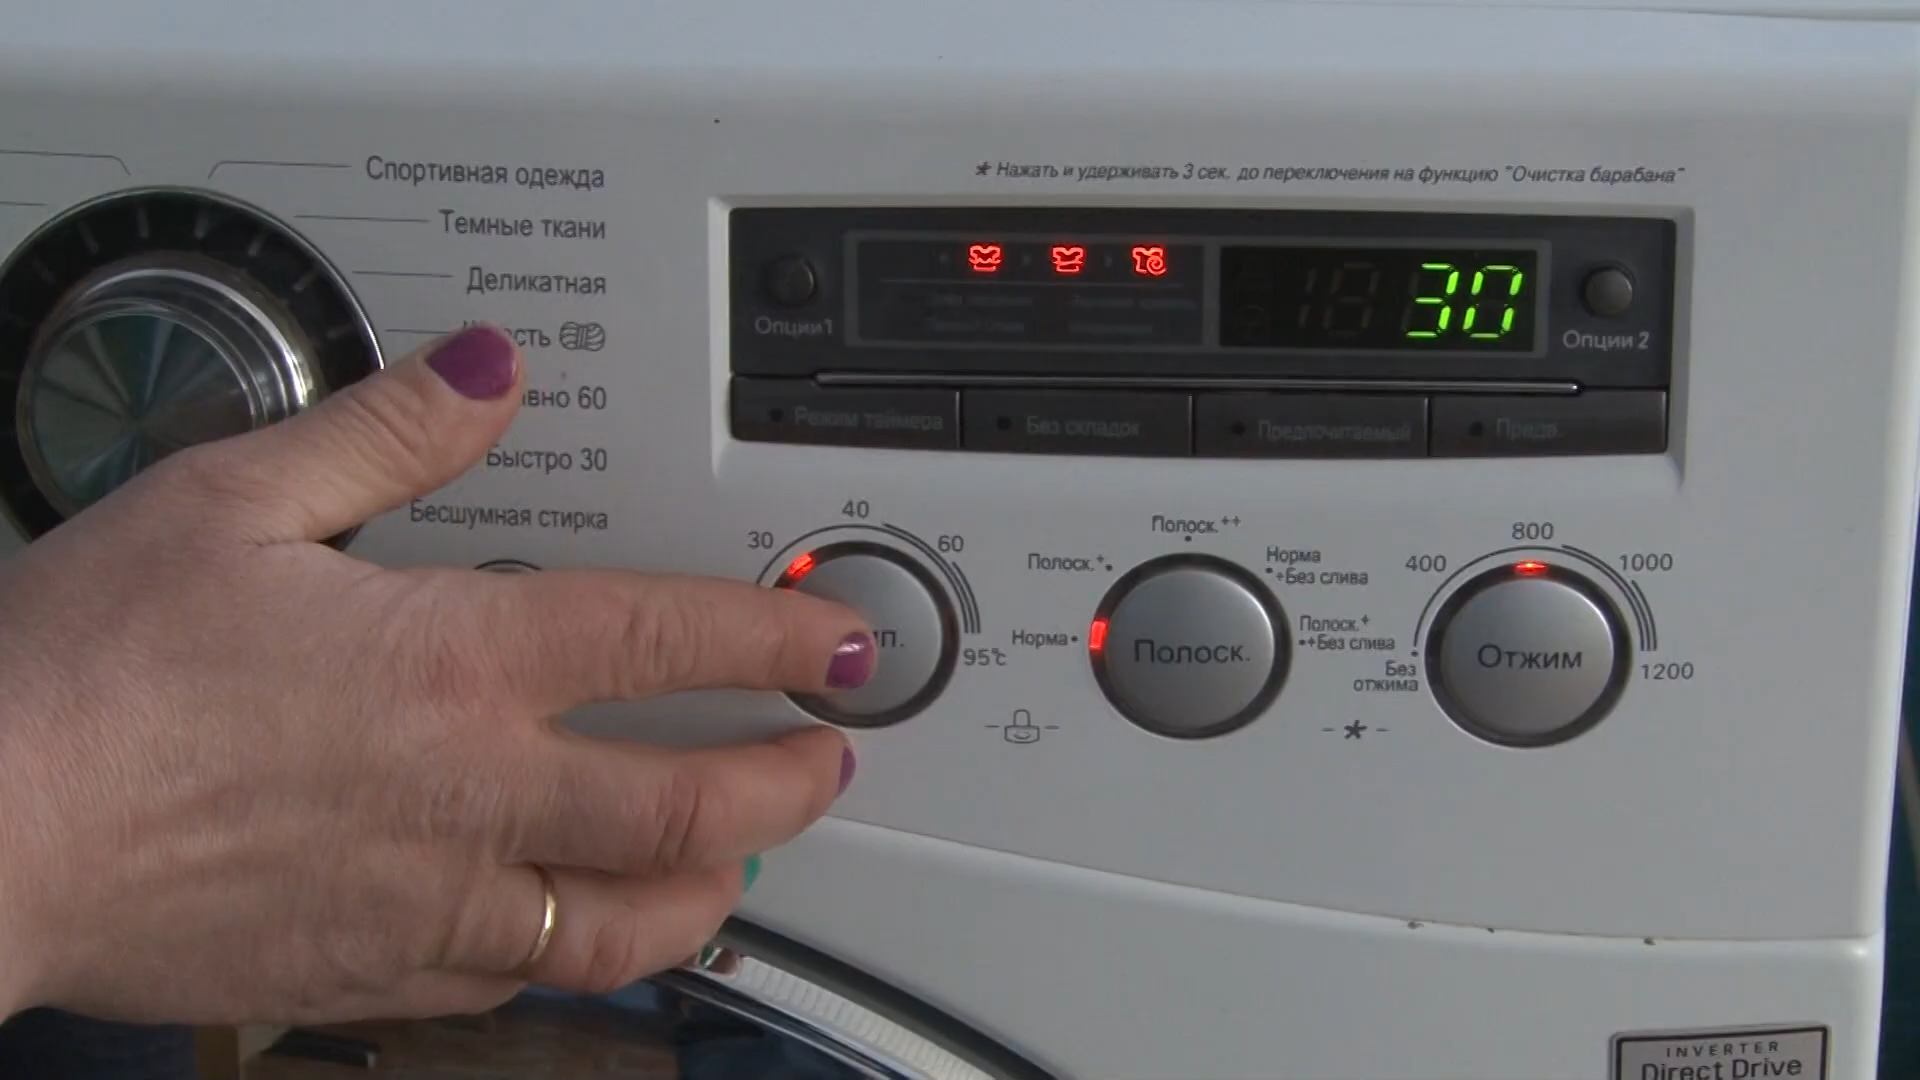 Спортивная одежда
Темные ткани
Деликатная
60
Быстро 30
Бесшумная стирка
* Нажать и удерживать 3 сек. до переключения на функцию "Очистка барабана"
Опции1
30
Опции 2
Режим таймера
Без складок
Предпочитаемый
Предв.
30
40
60
95°c
Полоск.
Норма
Полоск.+
Полоск.++
Норма
+Без слива
Полоск.+
+Без слива
Отжим
Без
отжима
400
800
1000
1200
INVERTER
Direct Drive